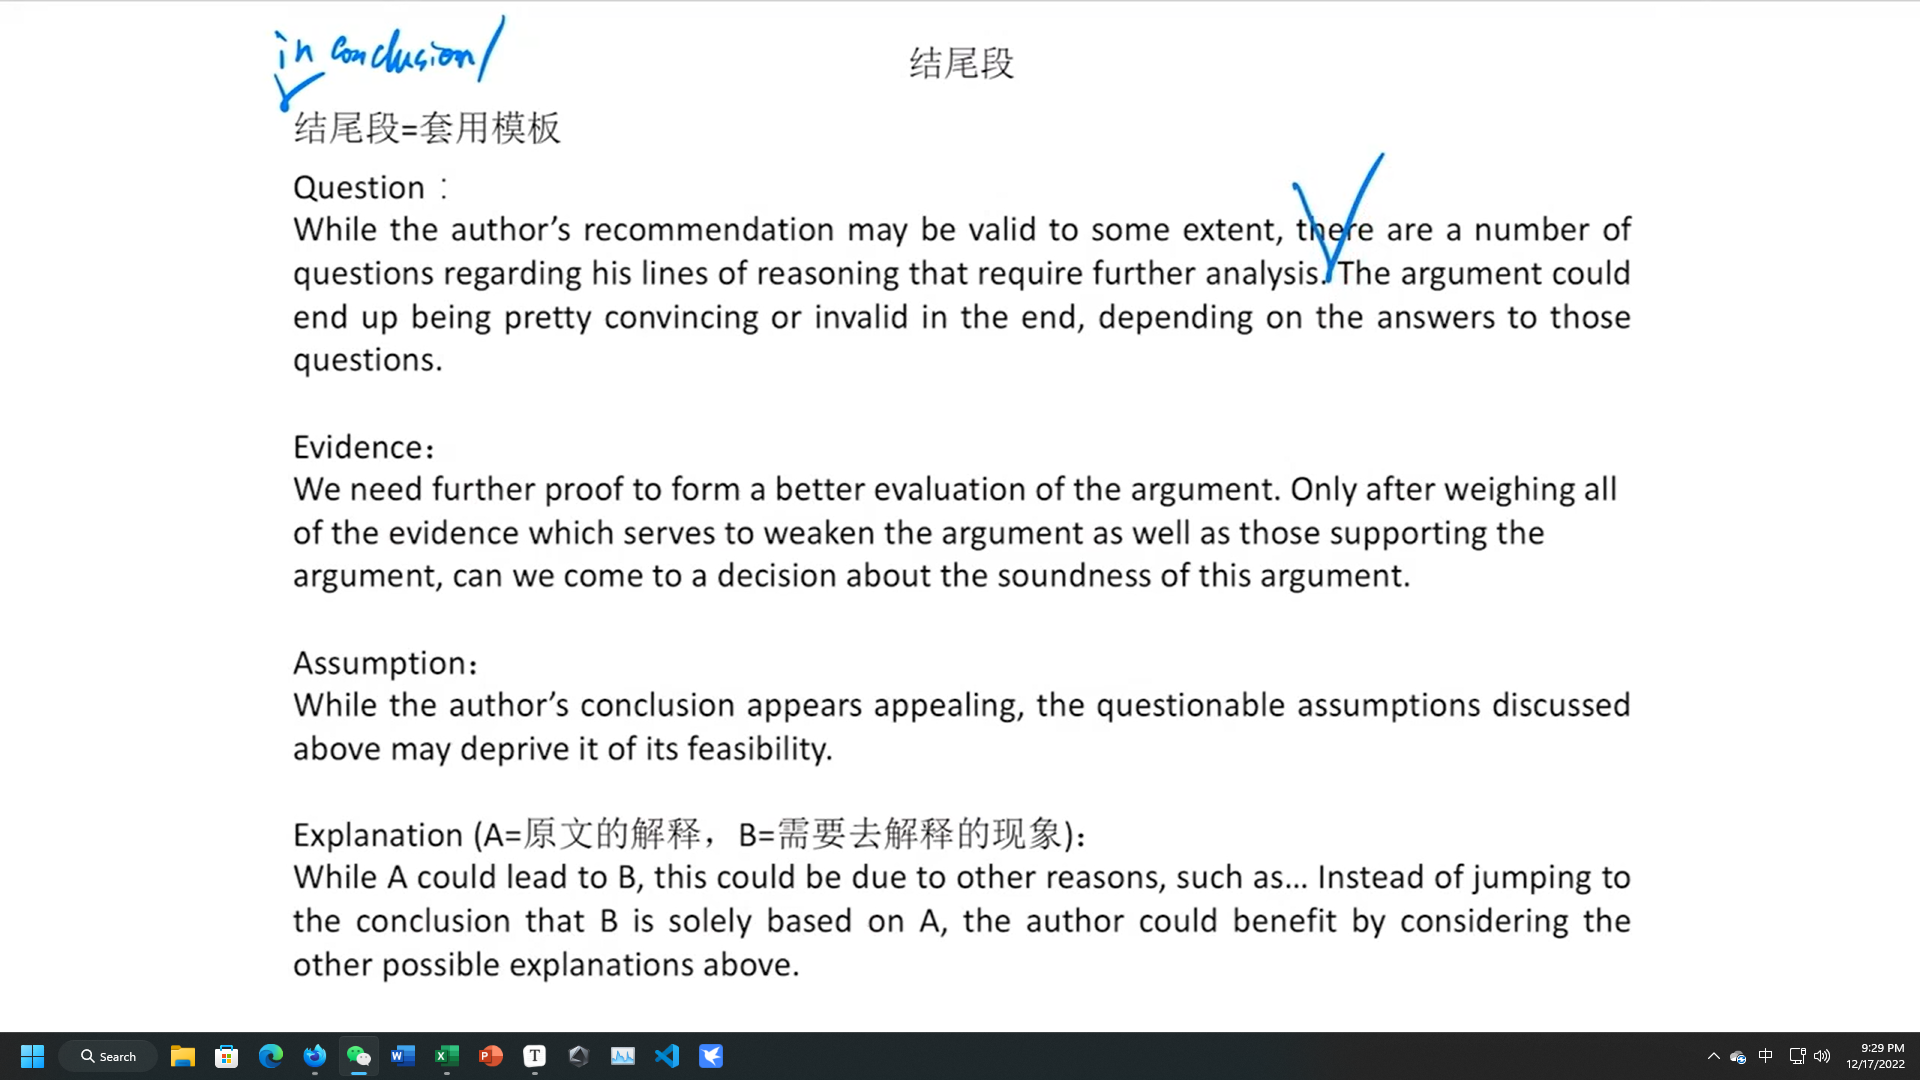 in conclusion/
结尾段
结尾段=套用模板
Question：
While the author’s recommendation may be valid to some extent, there are a number of
questions regarding his lines of reasoning that require further analysis. The argument could
end up being pretty convincing or invalid in the end, depending on the answers to those
questions.
Evidence：
We need further proof to form a better evaluation of the argument. Only after weighing all
of the evidence which serves to weaken the argument as well as those supporting the
argument, can we come to a decision about the soundness of this argument.
Assumption：
While the author’s conclusion appears appealing, the questionable assumptions discussed
above may deprive it of its feasibility.
Explanation (A=原文的解释，B=需要去解释的现象)：
While A could lead to B, this could be due to other reasons, such as... Instead of jumping to
the conclusion that B is solely based on A, the author could benefit by considering the
other possible explanations above.
Search
中
9:29 PM
12/17/2022